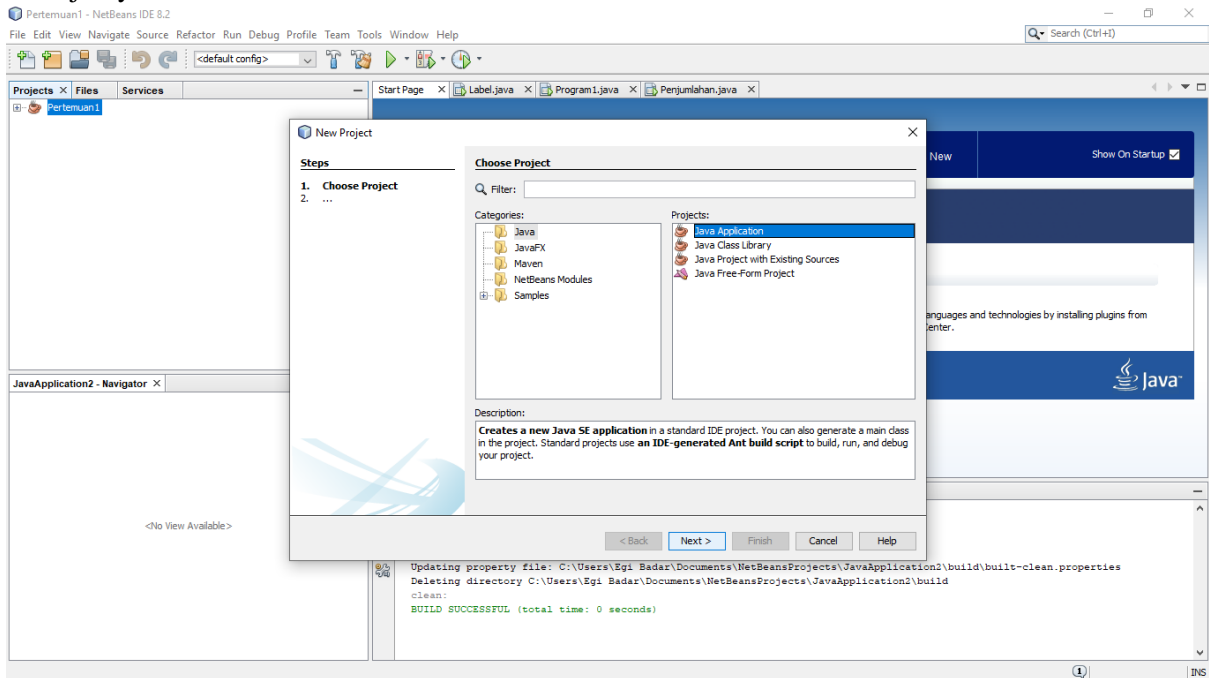 Pertemuan1 - NetBeans IDE 8.2
File Edit View Navigate Source Refactor Run Debug Profile Team Tools Window Help
Search (Ctrl+I)
<default config>
Projects Files Services
Start Page Label.java Program1.java Penjumlahan.java
Pertemuan1
New Project
New
Show On Startup
Steps
1. Choose Project
2. ...
Choose Project
Filter:
Categories:
Projects:
Java
JavaFX
Maven
NetBeans Modules
Samples
Java Application
Java Class Library
Java Project with Existing Sources
Java Free-Form Project
anguages and technologies by installing plugins from
Center.
Java
JavaApplication2 - Navigator
Description:
Creates a new Java SE application in a standard IDE project. You can also generate a main class
in the project. Standard projects use an IDE-generated Ant build script to build, run, and debug
your project.
<No View Available>
< Back Next > Finish Cancel Help
Updating property file: C:\Users\Egi Badar\Documents\NetBeansProjects\JavaApplication2\build\built-clean.properties
Deleting directory C:\Users\Egi Badar\Documents\NetBeansProjects\JavaApplication2\build
clean:
BUILD SUCCESSFUL (total time: 0 seconds)
1
INS